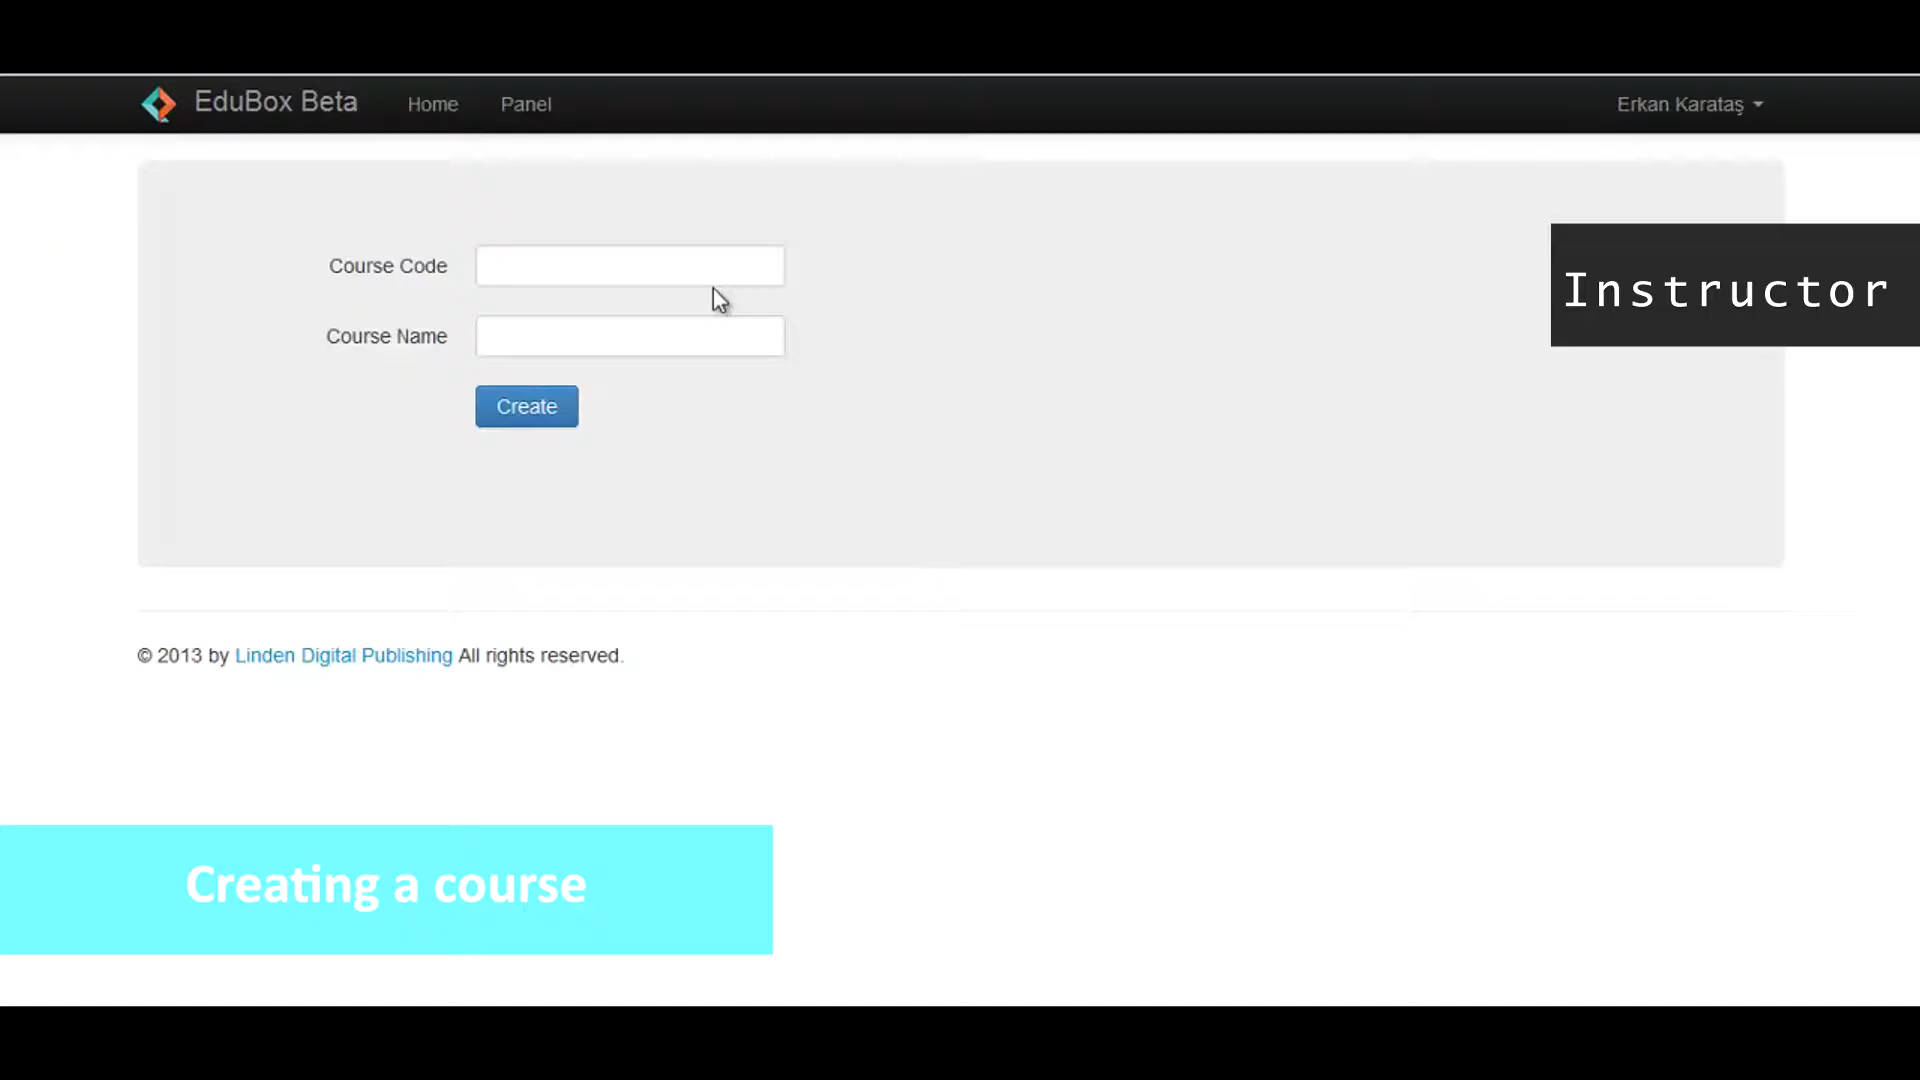 EduBox Beta Home Panel Erkan Karataş
Course Code
Instructor
Course Name
Create
© 2013 by Linden Digital Publishing All rights reserved.
Creating a course